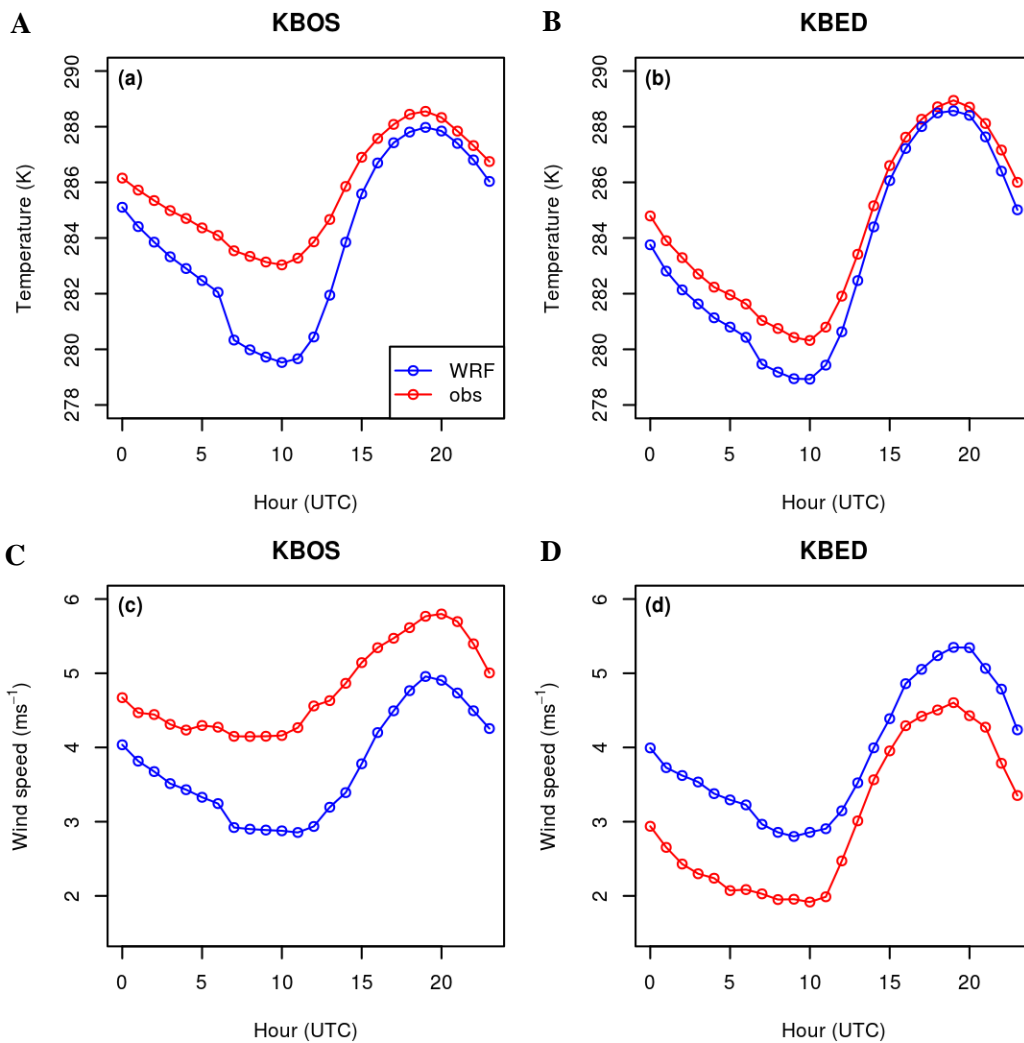 A
KBOS
B
KBED
(a)
(b)
290
288
286
284
282
280
278
Temperature (K)
WRF
obs
0 5 10 15 20
Hour (UTC)
290
288
286
284
282
280
278
Temperature (K)
0 5 10 15 20
Hour (UTC)
C
KBOS
D
KBED
(c)
(d)
6
5
4
3
2
Wind speed (ms⁻¹)
0 5 10 15 20
Hour (UTC)
6
5
4
3
2
Wind speed (ms⁻¹)
0 5 10 15 20
Hour (UTC)